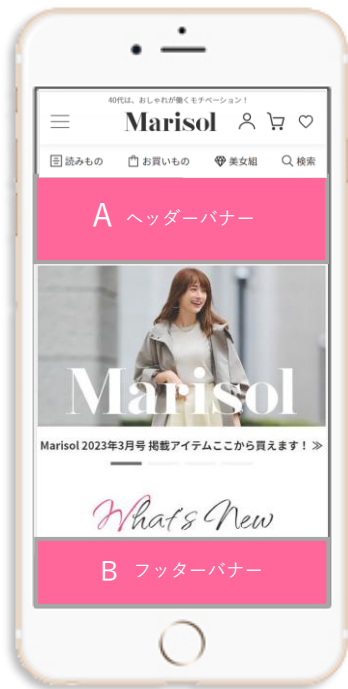 40代は、おしゃれが働くモチベーション！
Marisol
読みもの お買いもの 美女組 検索
A ヘッダーバナー
Marisol
Marisol 2023年3月号 掲載アイテムここから買えます！ ≫
What's New
B フッターバナー